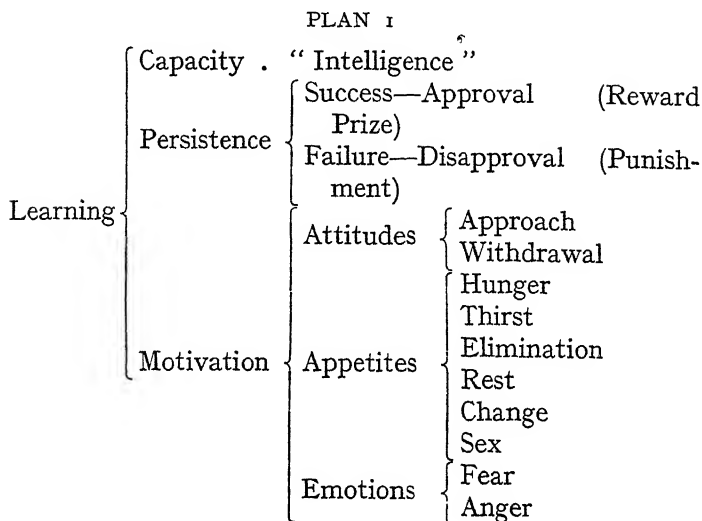 PLAN I
Capacity . “ Intelligence ”
Success—Approval (Reward
Prize)
Persistence
Failure—Disapproval (Punish-
ment)
Learning
Approach
Attitudes
Withdrawal
Hunger
Thirst
Elimination
Motivation Appetites
Rest
Change
Sex
Fear
Emotions
Anger